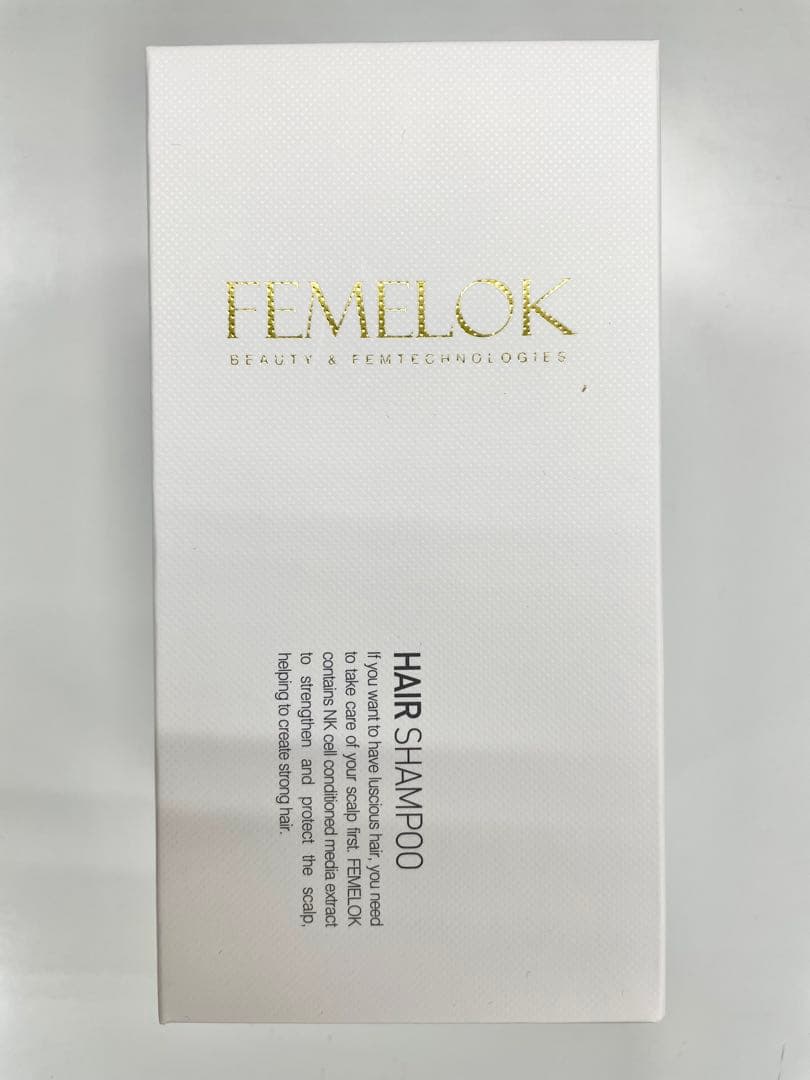 FEMELOK
BEAUTY & FEMTECHNOLOGIES
HAIR SHAMPOO
If you want to have luscious hair, you need
to take care of your scalp first. FEMELOK
contains NK cell conditioned media extract
to strengthen and protect the scalp,
helping to create strong hair.